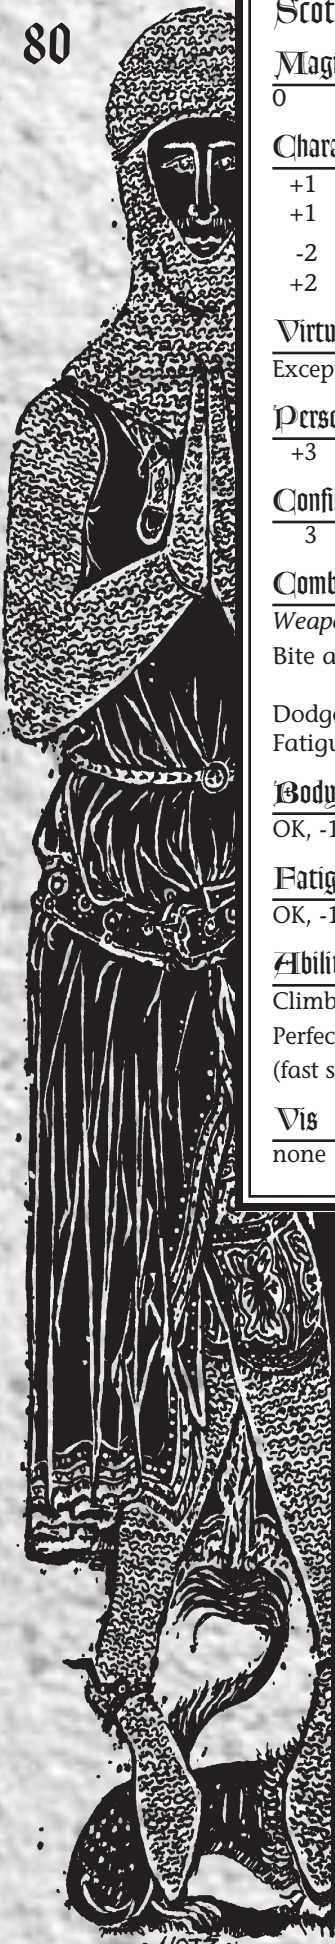 80
Scot
Magi
0
Chara
+1
+1
-2
+2
Virtu
Excep
Perso
+3
Confi
3
Comb
Weapo
Bite a
Dodge
Fatigu
Body
OK, -1
Fatig
OK, -1
Abilit
Climb
Perfec
(fast s
Vis
none